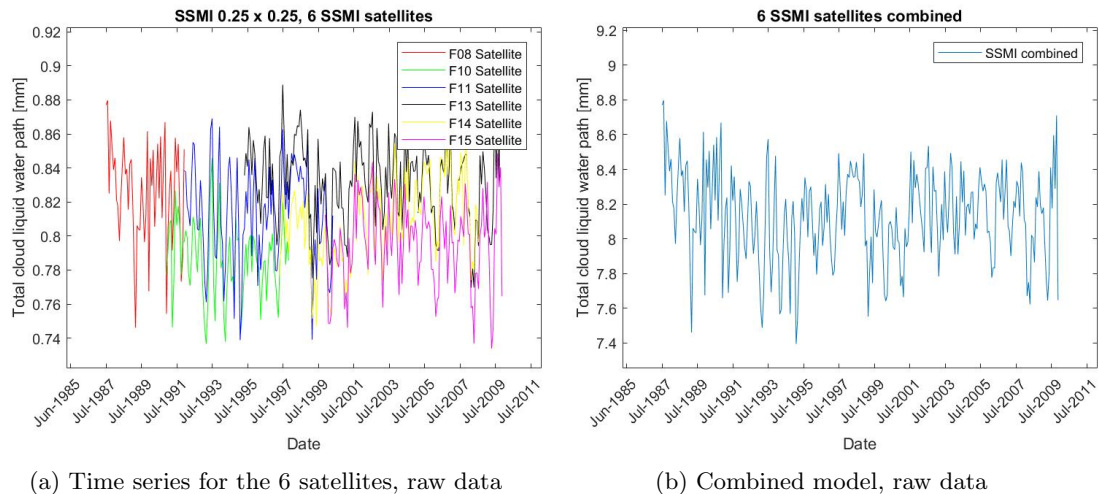 SSMI 0.25 x 0.25, 6 SSMI satellites
Total cloud liquid water path [mm]
0.92
0.9
0.88
0.86
0.84
0.82
0.8
0.78
0.76
0.74
F08 Satellite
F10 Satellite
F11 Satellite
F13 Satellite
F14 Satellite
F15 Satellite
Jun-1985
Jul-1987
Jul-1989
Jul-1991
Jul-1993
Jul-1995
Jul-1997
Jul-1999
Jul-2001
Jul-2003
Jul-2005
Jul-2007
Jul-2009
Jul-2011
Date
(a) Time series for the 6 satellites, raw data
6 SSMI satellites combined
Total cloud liquid water path [mm]
9.2
9
8.8
8.6
8.4
8.2
8
7.8
7.6
7.4
SSMI combined
Jun-1985
Jul-1987
Jul-1989
Jul-1991
Jul-1993
Jul-1995
Jul-1997
Jul-1999
Jul-2001
Jul-2003
Jul-2005
Jul-2007
Jul-2009
Jul-2011
Date
(b) Combined model, raw data